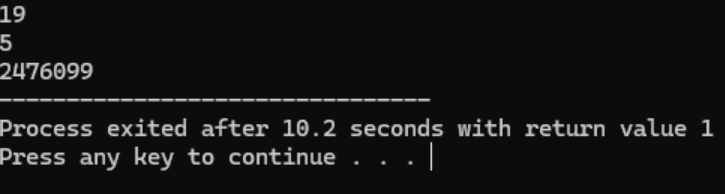 19
5
2476099
--------------------------------
Process exited after 10.2 seconds with return value 1
Press any key to continue . . .